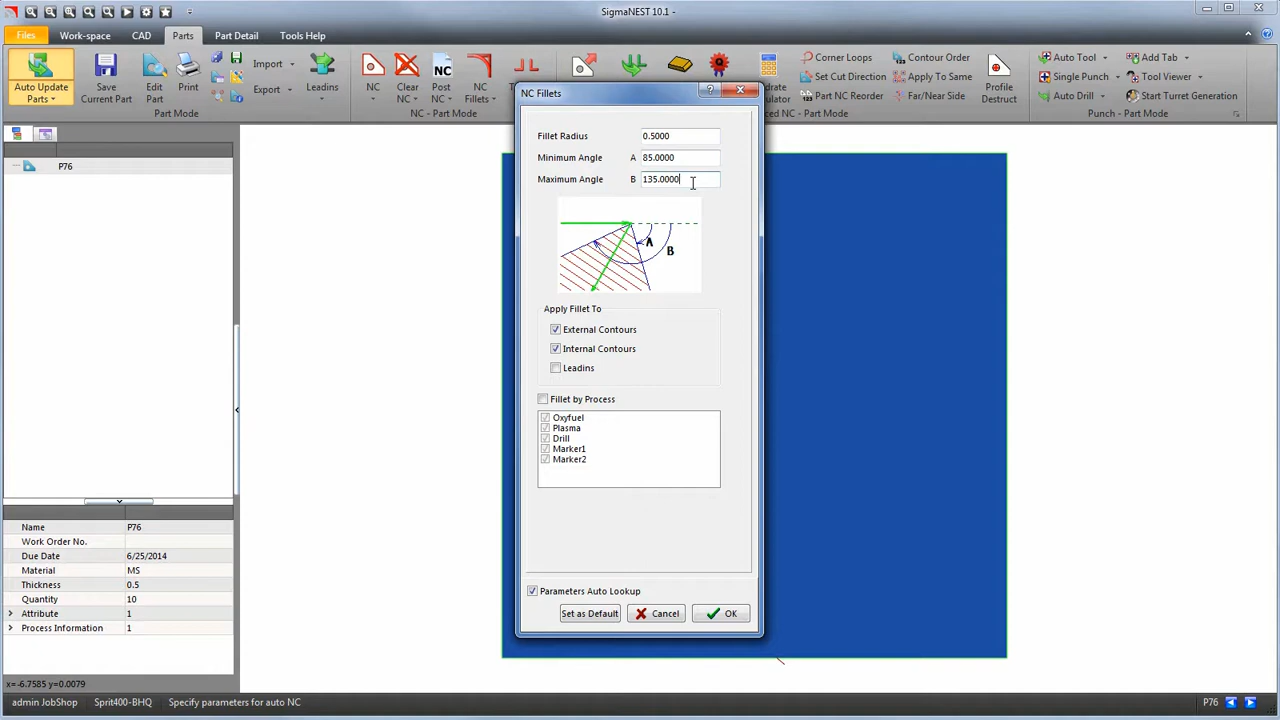 SigmaNEST 10.1 -
Files Work-space CAD Parts Part Detail Tools Help
Auto Update Parts
Save Current Part
Edit Part
Print
Import
Export
Leadins
NC
Clear NC
Post NC
NC Fillets
Corner Loops
Set Cut Direction
Part NC Reorder
Contour Order
Apply To Same
Far/Near Side
Profile Destruct
Auto Tool
Single Punch
Auto Drill
Add Tab
Tool Viewer
Start Turret Generation
Part Mode
NC - Part Mode
NC - Part Mode
Punch - Part Mode
P76
NC Fillets
Fillet Radius 0.5000
Minimum Angle A 85.0000
Maximum Angle B 135.0000
A
B
Apply Fillet To
External Contours
Internal Contours
Leadins
Fillet by Process
Oxyfuel
Plasma
Drill
Marker1
Marker2
Parameters Auto Lookup
Set as Default Cancel OK
Name P76
Work Order No.
Due Date 6/25/2014
Material MS
Thickness 0.5
Quantity 10
Attribute 1
Process Information 1
x= -6.7585 y=0.0079
admin JobShop Sprit400-BHQ Specify parameters for auto NC P76